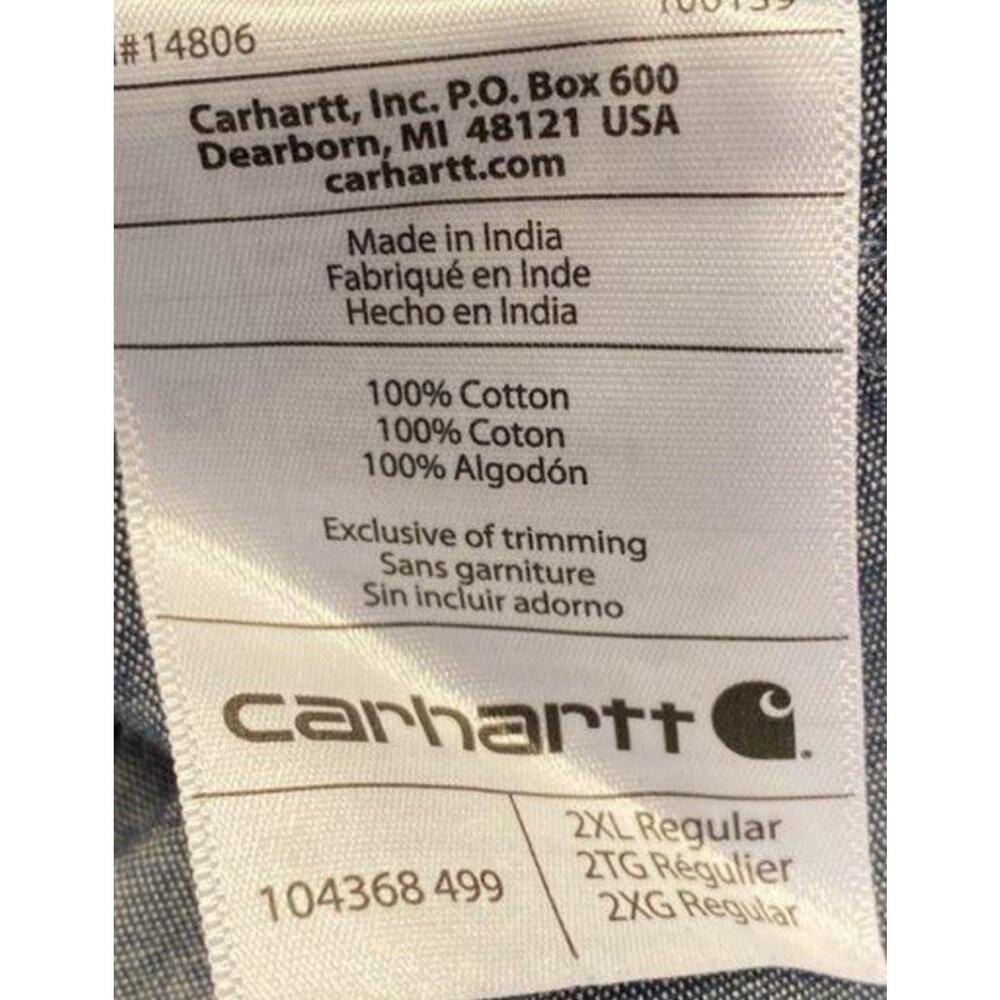 #14806
Carhartt, Inc. P.O. Box 600
Dearborn, MI 48121 USA
carhartt.com
Made in India
Fabriqué en Inde
Hecho en India
100% Cotton
100% Coton
100% Algodón
Exclusive of trimming
Sans garniture
Sin incluir adorno
carhartt
104368 499
2XL Regular
2TG Régulier
2XG Regular